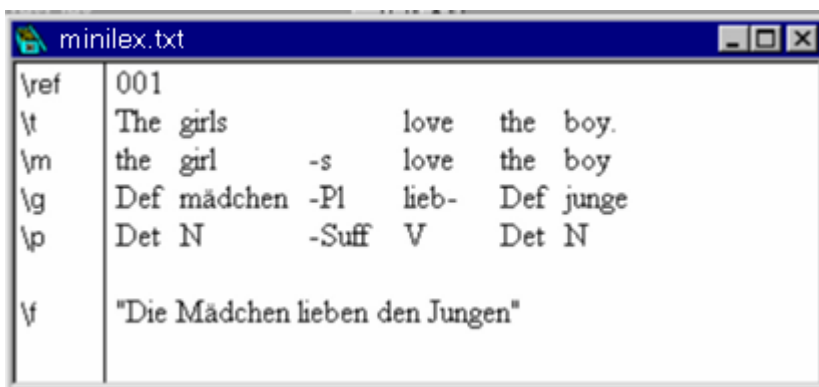 minilex.txt
\ref 001
\t The girls love the boy.
\m the girl -s love the boy
\g Def mädchen -Pl lieb- Def junge
\p Det N -Suff V Det N
\f "Die Mädchen lieben den Jungen"